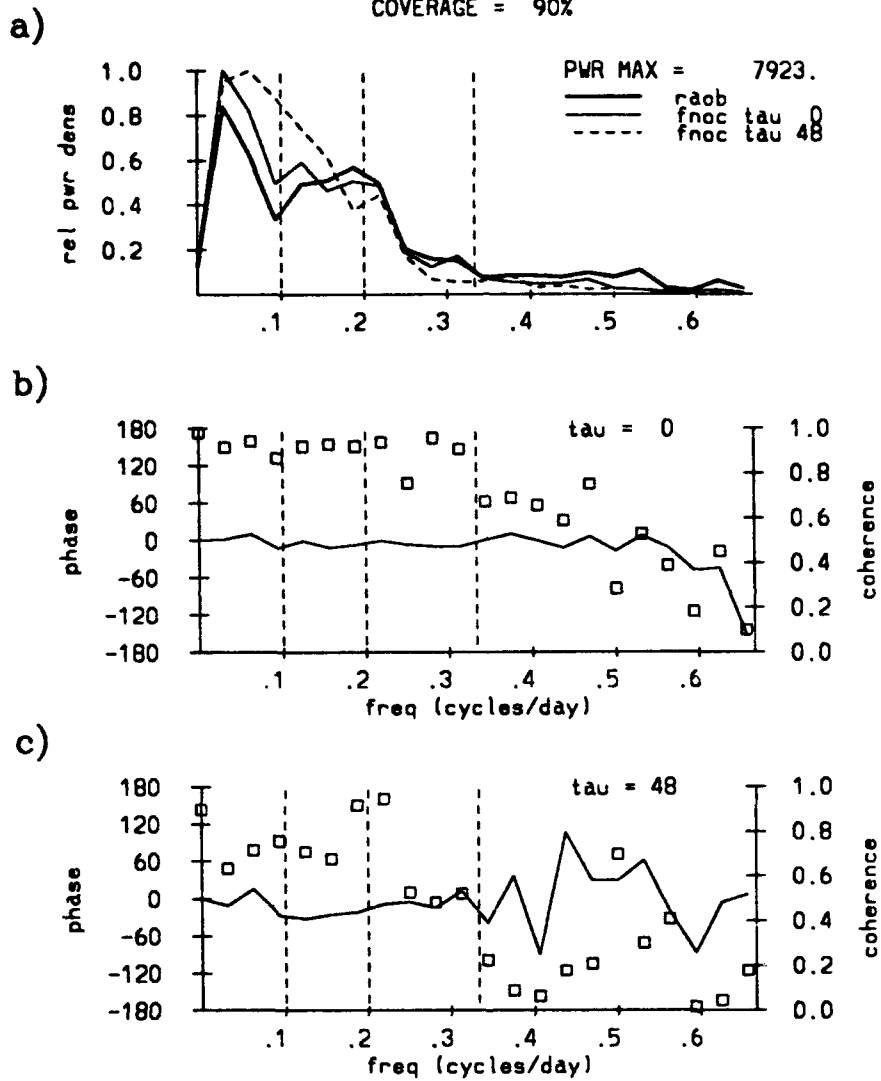 COVERAGE = 90%
a)
PWR MAX = 7923.
raob
fnoc tau 0
fnoc tau 48
rel pwr dens
1.0
0.8
0.6
0.4
0.2
.1 .2 .3 .4 .5 .6
b)
tau = 0
phase
180
120
60
0
-60
-120
-180
coherence
1.0
0.8
0.6
0.4
0.2
0.0
.1 .2 .3 .4 .5 .6
freq (cycles/day)
c)
tau = 48
phase
180
120
60
0
-60
-120
-180
coherence
1.0
0.8
0.6
0.4
0.2
0.0
.1 .2 .3 .4 .5 .6
freq (cycles/day)